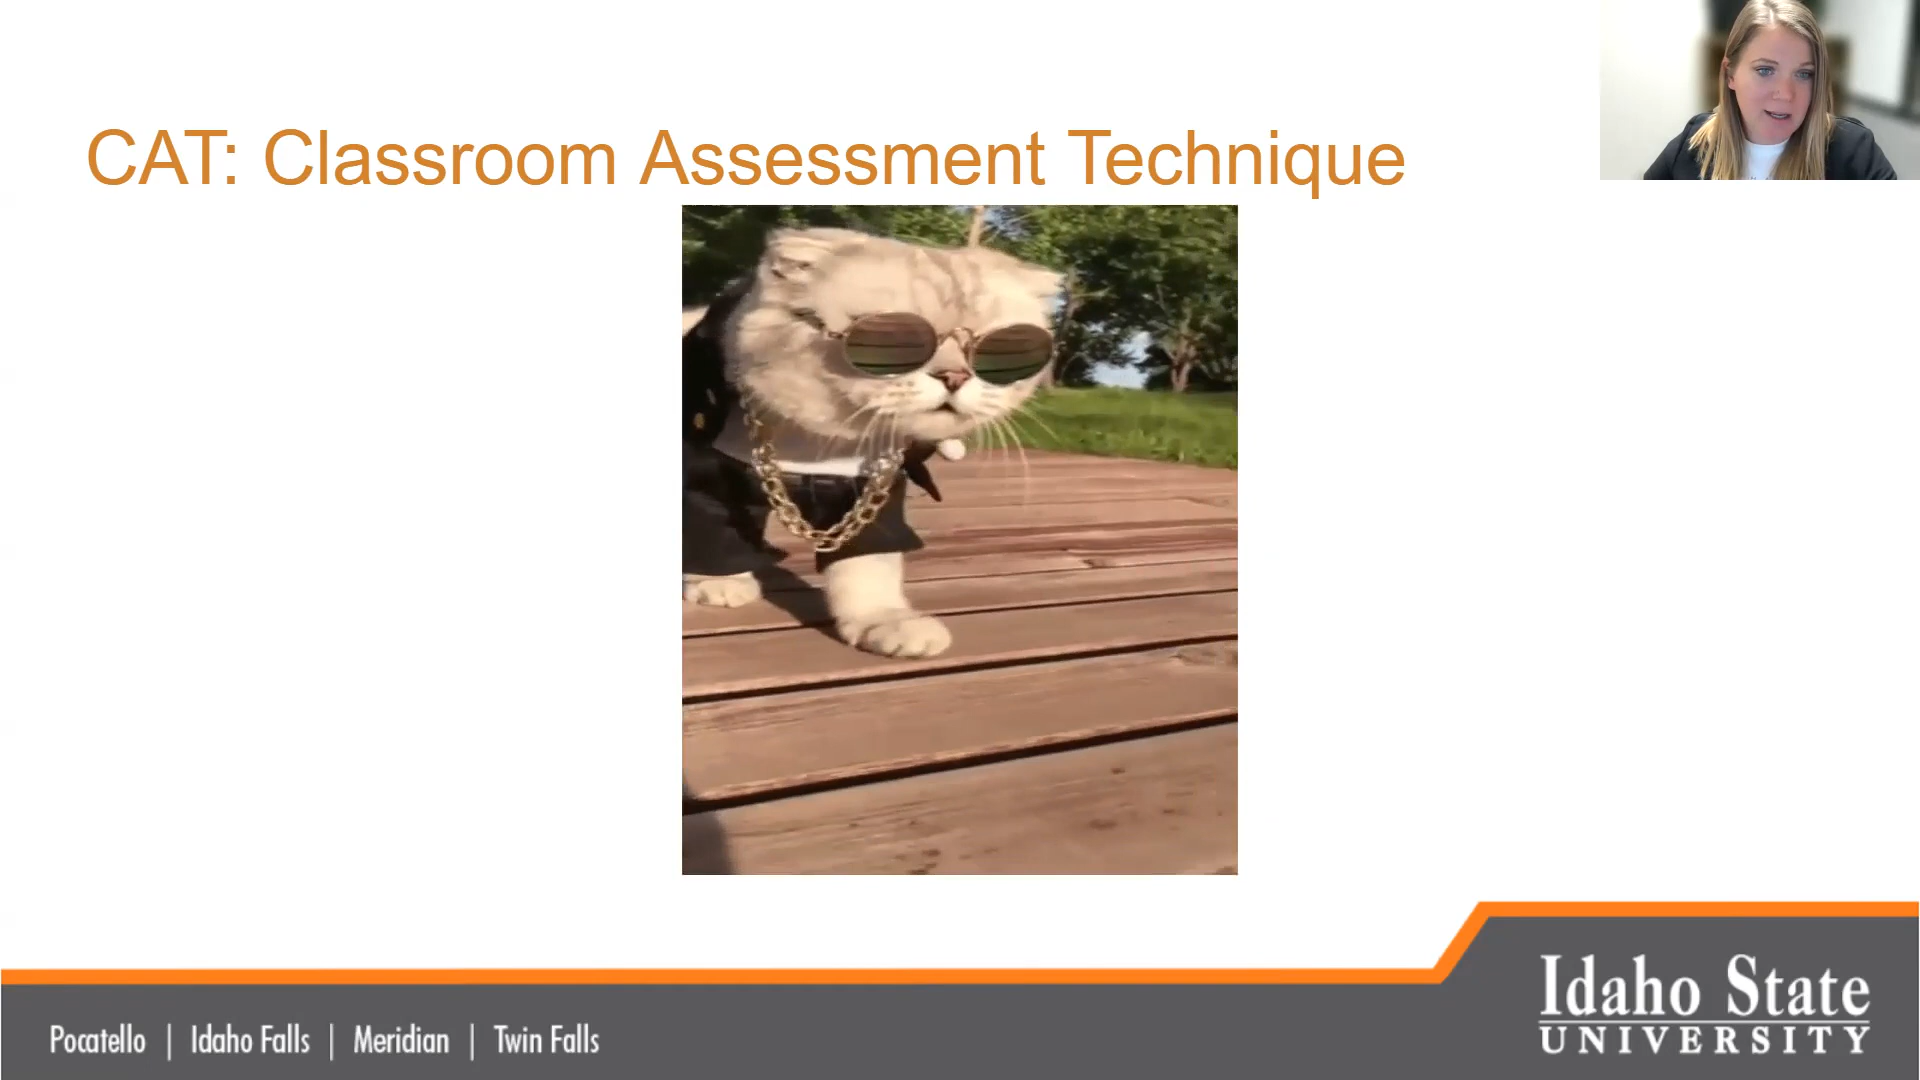 CAT: Classroom Assessment Technique
Pocatello | Idaho Falls | Meridian | Twin Falls
Idaho State
UNIVERSITY